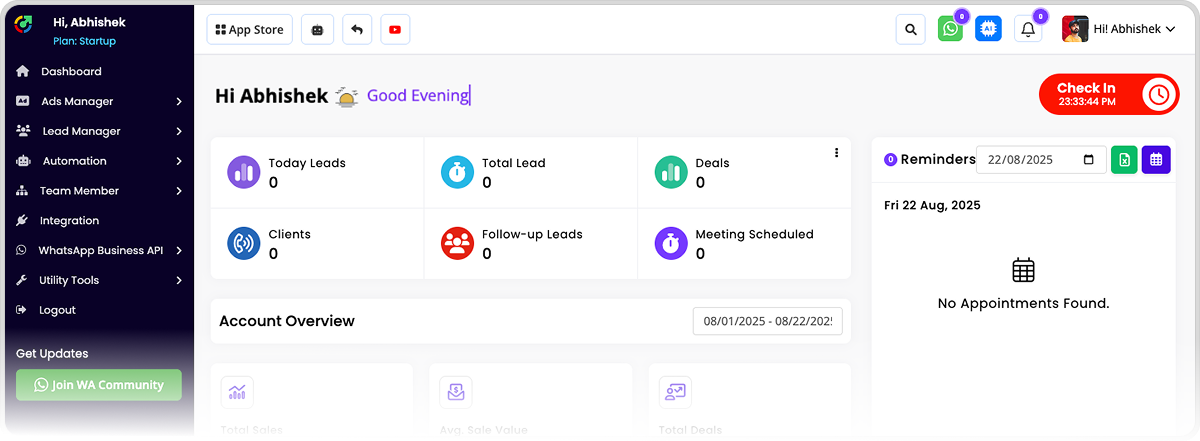 Hi, Abhishek
Plan: Startup
Dashboard
Ads Manager
Lead Manager
Automation
Team Member
Integration
WhatsApp Business API
Utility Tools
Logout
Get Updates
Join WA Community
App Store
0
AI
0
Hi! Abhishek
Hi Abhishek Good Evening
Check In
23:33:44 PM
Today Leads
0
Total Lead
0
Deals
0
Clients
0
Follow-up Leads
0
Meeting Scheduled
0
Account Overview
08/01/2025 - 08/22/2025
Total Sales
Avg. Sale Value
Total Deals
0 Reminders 22/08/2025
Fri 22 Aug, 2025
No Appointments Found.